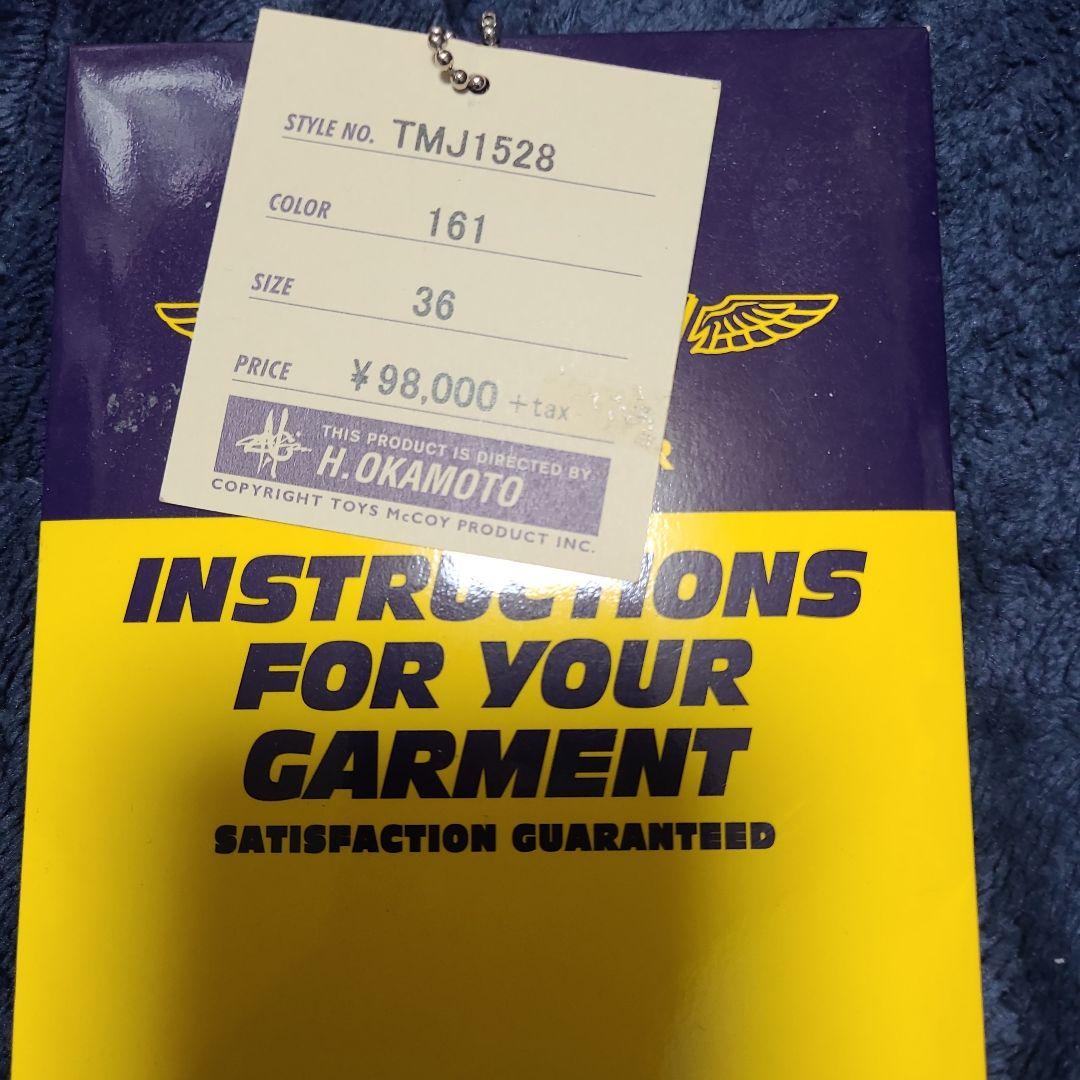 STYLE NO. TMJ1528
COLOR 161
SIZE 36
PRICE ¥98,000 +tax
THIS PRODUCT IS DIRECTED BY
H.OKAMOTO
COPYRIGHT TOYS McCOY PRODUCT INC.
R
INSTRUCTIONS
FOR YOUR
GARMENT
SATISFACTION GUARANTEED